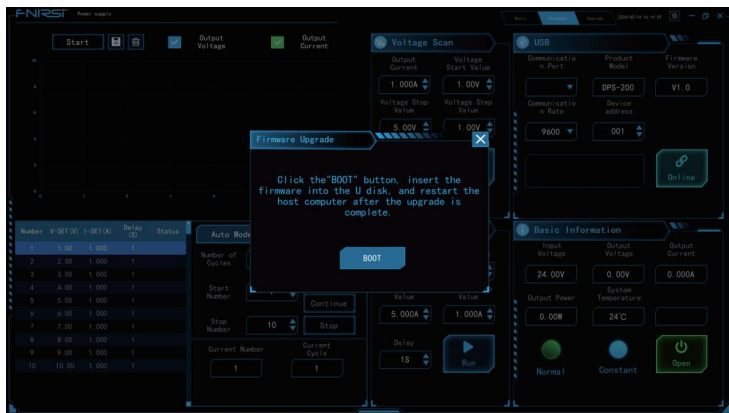 FNIRSI Power supply
Basic Advanced Upgrade
Start
Output Voltage
Output Current
Voltage Scan
Output Current
Voltage Start Value
1.000A
1.00V
Voltage Stop Value
Voltage Step Value
5.00V
1.00V
USB
Communicatio
n Port
Product Model
Firmware Version
DPS-200
V1.0
Communicatio
n Rate
Device address
9600
001
Online
Firmware Upgrade
Click the"BOOT" button, insert the
firmware into the U disk, and restart the
host computer after the upgrade is
complete.
BOOT
Number V-SET(V) I-SET(A) Delay (S) Status
1 1.00 1.000 1
2 2.00 1.000 1
3 3.00 1.000 1
4 4.00 1.000 1
5 5.00 1.000 1
6 6.00 1.000 1
7 7.00 1.000 1
8 8.00 1.000 1
9 9.00 1.000 1
10 10.00 1.000 1
Auto Mode
Number of
Cycles
Start
Number
Continue
Stop
Number
10
Stop
Current Number
Current Cycle
1
1
Value
Value
5.000A
1.000A
Delay
1S
Run
Basic Information
Input Voltage
Output Voltage
Output Current
24.00V
0.00V
0.000A
Output Power
System Temperature
0.00W
24℃
Normal
Constant
Open